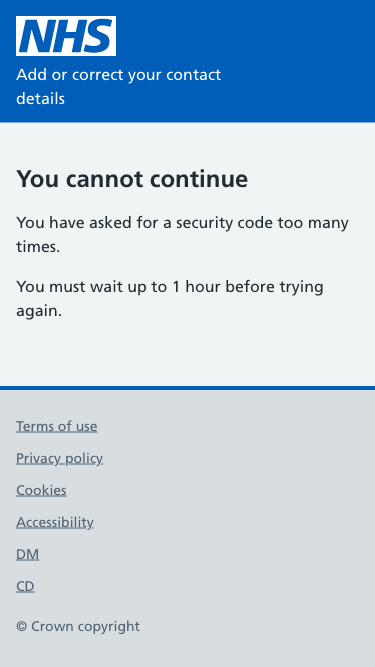 NHS
Add or correct your contact
details
You cannot continue
You have asked for a security code too many
times.
You must wait up to 1 hour before trying
again.
Terms of use
Privacy policy
Cookies
Accessibility
DM
CD
© Crown copyright